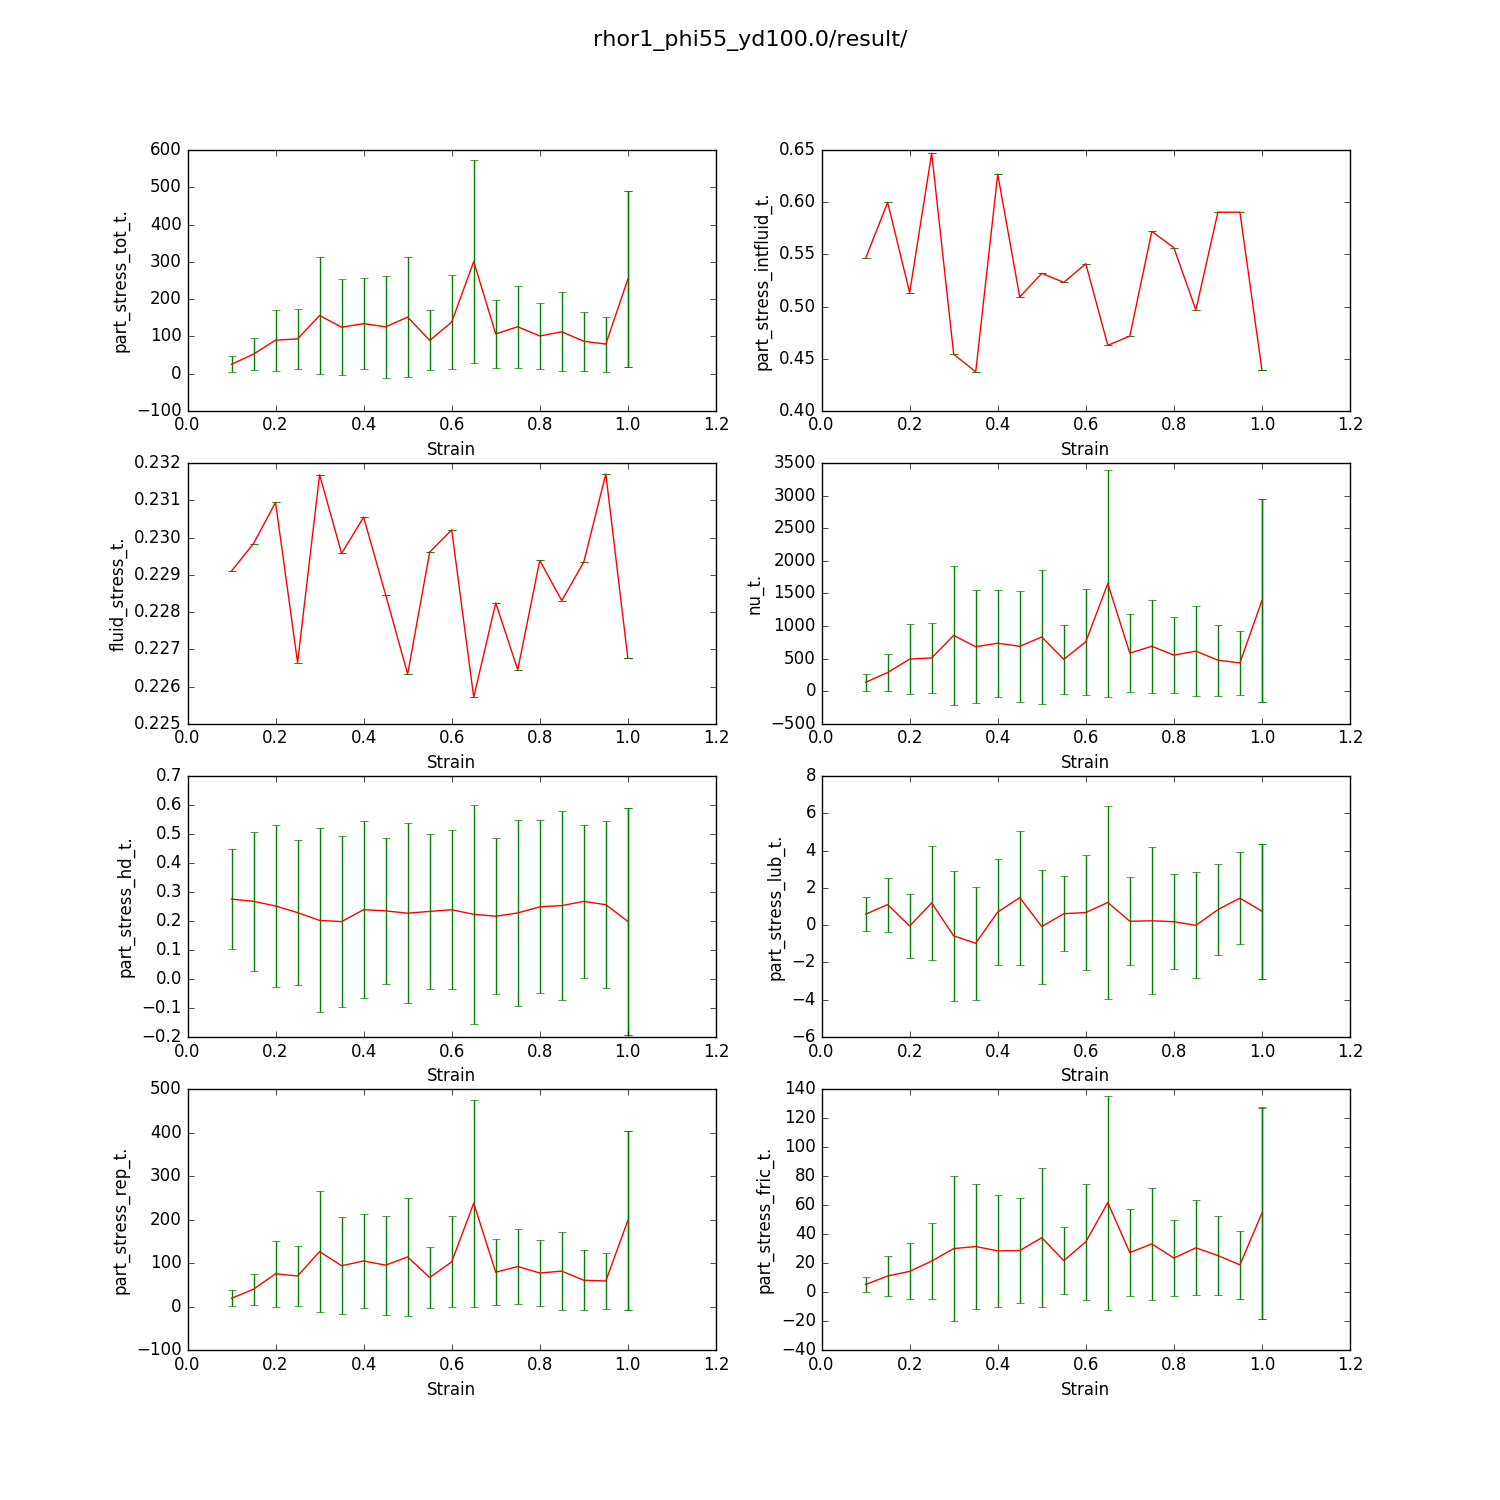 rhor1_phi55_yd100.0/result/
part_stress_tot_t.
600
500
400
300
200
100
0
−100
0.0 0.2 0.4 0.6 0.8 1.0 1.2
Strain
part_stress_intfluid_t.
0.65
0.60
0.55
0.50
0.45
0.40
0.0 0.2 0.4 0.6 0.8 1.0 1.2
Strain
fluid_stress_t.
0.232
0.231
0.230
0.229
0.228
0.227
0.226
0.225
0.0 0.2 0.4 0.6 0.8 1.0 1.2
Strain
nu_t.
3500
3000
2500
2000
1500
1000
500
0
−500
0.0 0.2 0.4 0.6 0.8 1.0 1.2
Strain
part_stress_hd_t.
0.7
0.6
0.5
0.4
0.3
0.2
0.1
0.0
−0.1
−0.2
0.0 0.2 0.4 0.6 0.8 1.0 1.2
Strain
part_stress_lub_t.
8
6
4
2
0
−2
−4
−6
0.0 0.2 0.4 0.6 0.8 1.0 1.2
Strain
part_stress_rep_t.
500
400
300
200
100
0
−100
0.0 0.2 0.4 0.6 0.8 1.0 1.2
Strain
part_stress_fric_t.
140
120
100
80
60
40
20
0
−20
−40
0.0 0.2 0.4 0.6 0.8 1.0 1.2
Strain